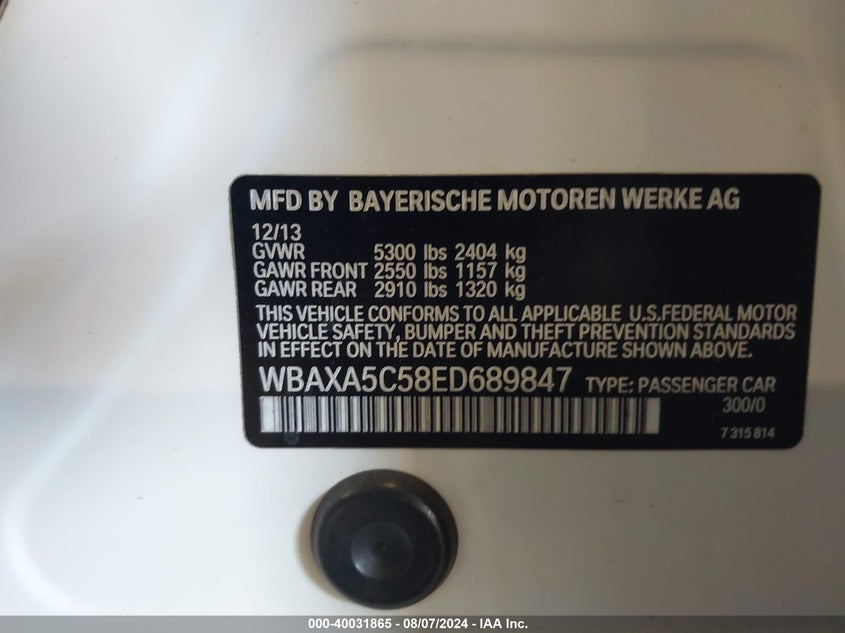 MFD BY BAYERISCHE MOTOREN WERKE AG
12/13
GVWR 5300 lbs 2404 kg
GAWR FRONT 2550 lbs 1157 kg
GAWR REAR 2910 lbs 1320 kg
THIS VEHICLE CONFORMS TO ALL APPLICABLE U.S.FEDERAL MOTOR
VEHICLE SAFETY, BUMPER AND THEFT PREVENTION STANDARDS
IN EFFECT ON THE DATE OF MANUFACTURE SHOWN ABOVE.
WBAXA5C58ED689847 TYPE: PASSENGER CAR
300/0
7 315 814
000-40031865 - 08/07/2024 - IAA Inc.